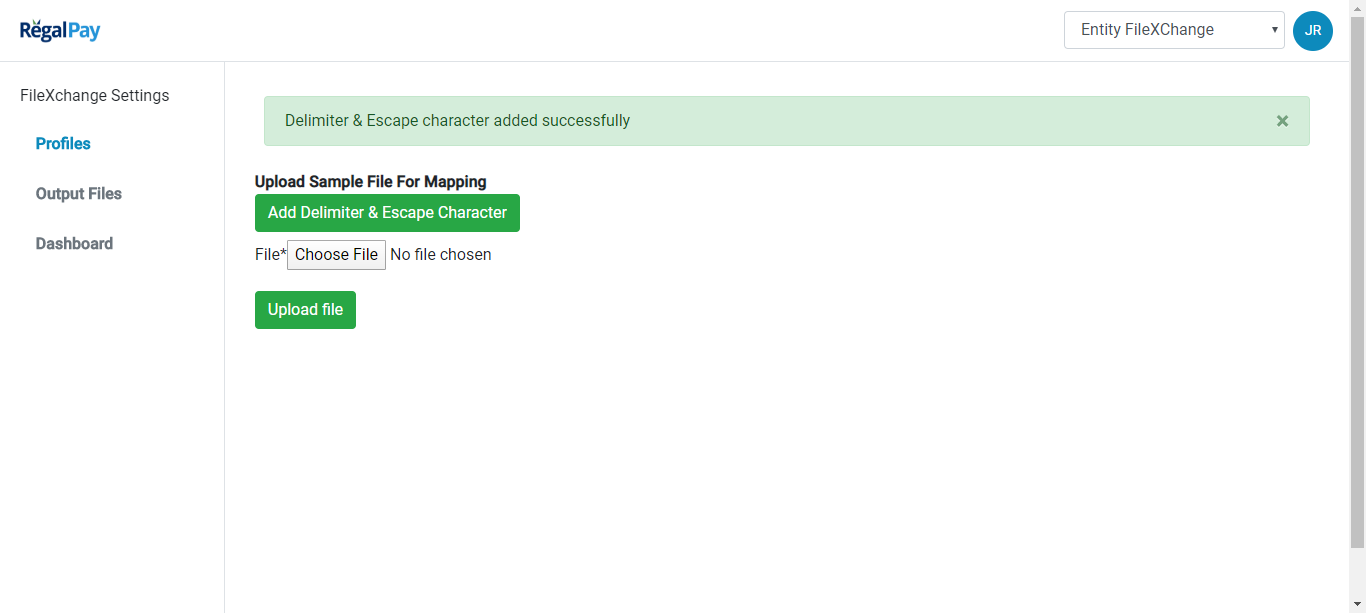 RegalPay
Entity FileXChange
JR
FileXchange Settings
Profiles
Output Files
Dashboard
Delimiter & Escape character added successfully
×
Upload Sample File For Mapping
Add Delimiter & Escape Character
File* Choose File No file chosen
Upload file